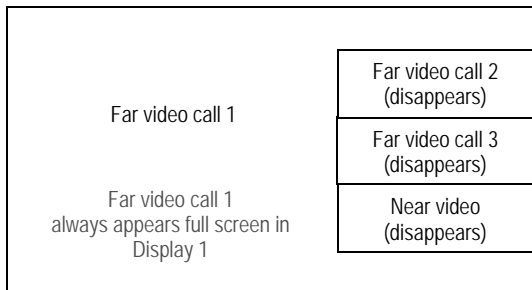 Far video call 1
Far video call 1
always appears full screen in
Display 1
Far video call 2
(disappears)
Far video call 3
(disappears)
Near video
(disappears)